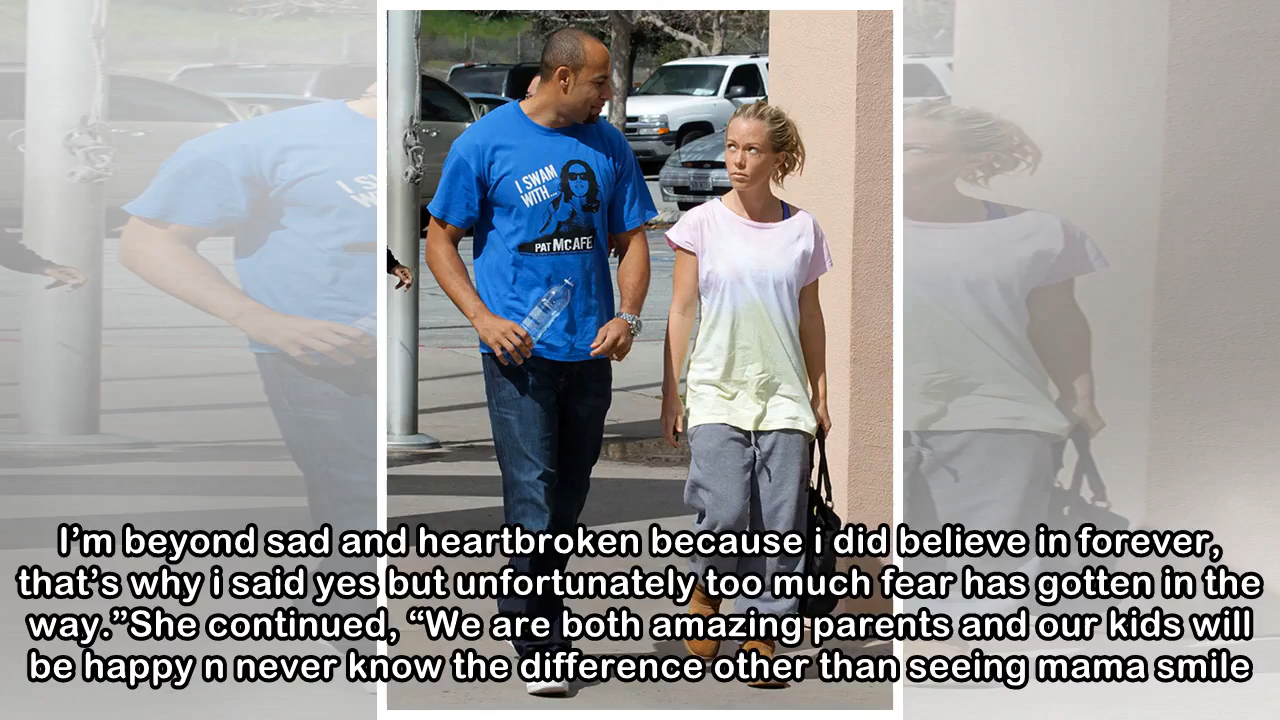 I SWAM
WITH...
PAT MCAFEE
I’m beyond sad and heartbroken because i did believe in forever,
that’s why i said yes but unfortunately too much fear has gotten in the
way.”She continued, “We are both amazing parents and our kids will
be happy n never know the difference other than seeing mama smile